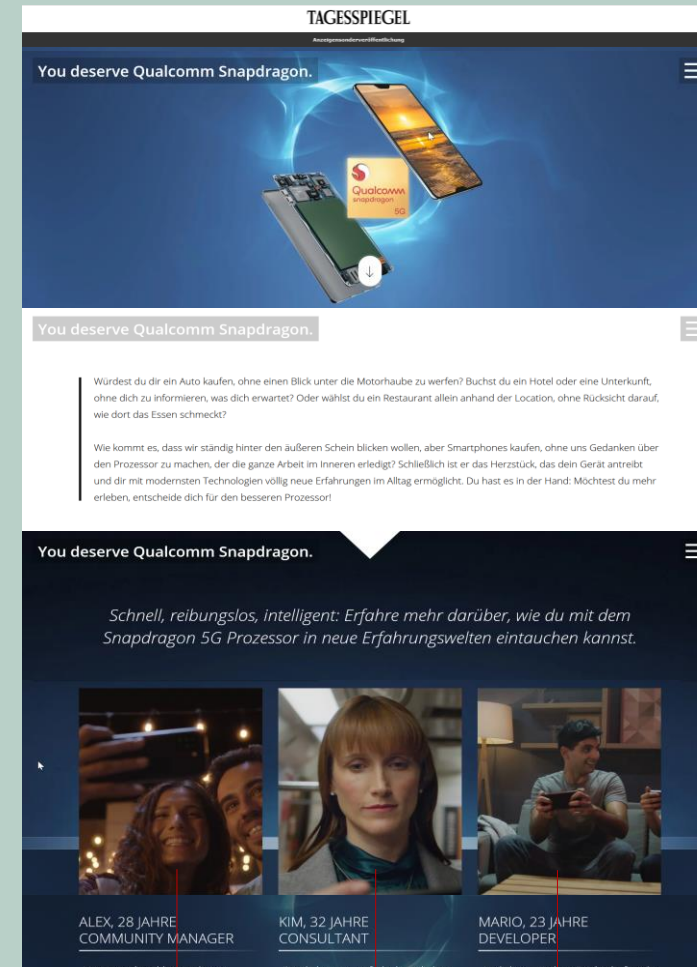 TAGESSPIEGEL
Anzeigensonderveröffentlichung
You deserve Qualcomm Snapdragon.
Qualcomm
snapdragon
5G
You deserve Qualcomm Snapdragon.
Würdest du dir ein Auto kaufen, ohne einen Blick unter die Motorhaube zu werfen? Buchst du ein Hotel oder eine Unterkunft,
ohne dich zu informieren, was dich erwartet? Oder wählst du ein Restaurant allein anhand der Location, ohne Rücksicht darauf,
wie dort das Essen schmeckt?
Wie kommt es, dass wir ständig hinter den äußeren Schein blicken wollen, aber Smartphones kaufen, ohne uns Gedanken über
den Prozessor zu machen, der die ganze Arbeit im Inneren erledigt? Schließlich ist er das Herzstück, das dein Gerät antreibt
und dir mit modernsten Technologien völlig neue Erfahrungen im Alltag ermöglicht. Du hast es in der Hand: Möchtest du mehr
erleben, entscheide dich für den besseren Prozessor!
You deserve Qualcomm Snapdragon.
Schnell, reibungslos, intelligent: Erfahre mehr darüber, wie du mit dem
Snapdragon 5G Prozessor in neue Erfahrungswelten eintauchen kannst.
ALEX, 28 JAHRE
COMMUNITY MANAGER
KIM, 32 JAHRE
CONSULTANT
MARIO, 23 JAHRE
DEVELOPER